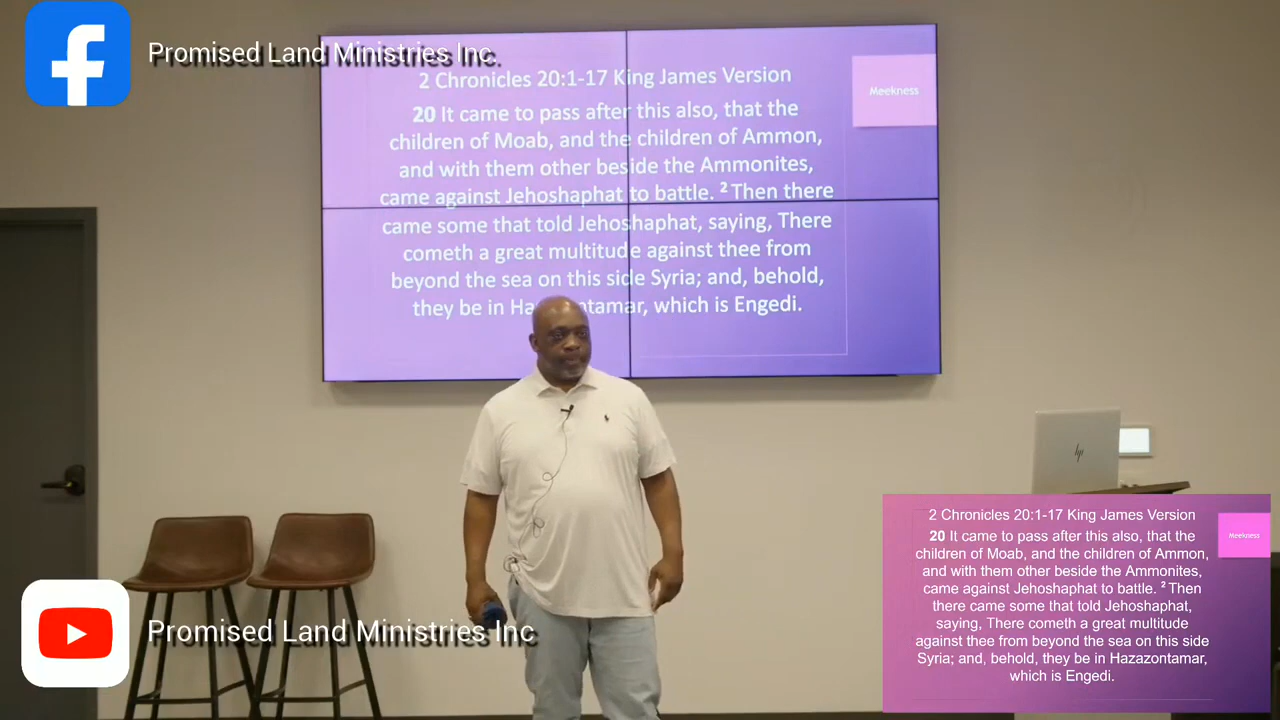 Promised Land Ministries Inc.
2 Chronicles 20:1-17 King James Version
20 It came to pass after this also, that the
children of Moab, and the children of Ammon,
and with them other beside the Ammonites,
came against Jehoshaphat to battle. 2 Then there
came some that told Jehoshaphat, saying, There
cometh a great multitude against thee from
beyond the sea on this side Syria; and, behold,
they be in which is Engedi.
Meekness
hp
2 Chronicles 20:1-17 King James Version
20 It came to pass after this also, that the
children of Moab, and the children of Ammon,
and with them other beside the Ammonites,
came against Jehoshaphat to battle. 2 Then
there came some that told Jehoshaphat,
saying, There cometh a great multitude
against thee from beyond the sea on this side
Syria; and, behold, they be in Hazazontamar,
which is Engedi.
Meekness
Promised Land Ministries Inc